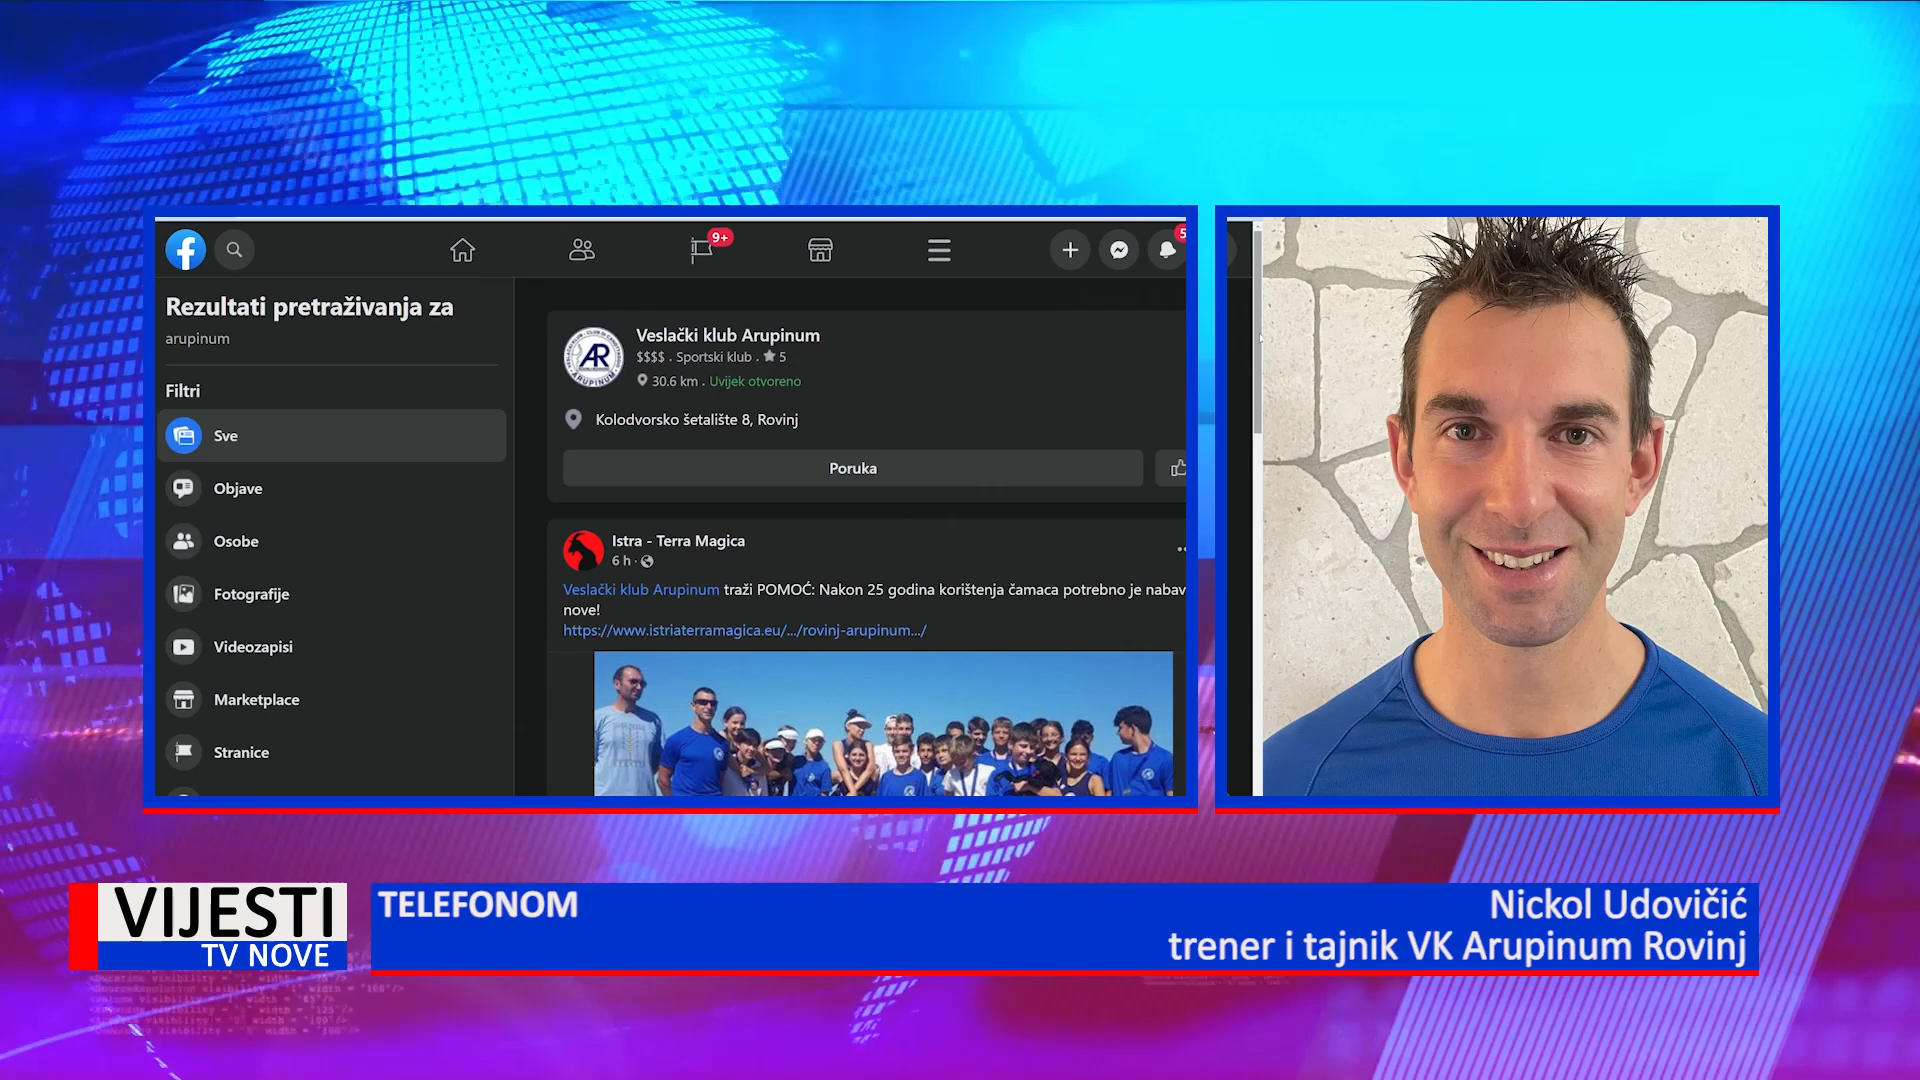 9+
5
Rezultati pretraživanja za
arupinum
Filtri
Sve
Objave
Osobe
Fotografije
Videozapisi
Marketplace
Stranice
Veslački klub Arupinum
$$$$ . Sportski klub . ★ 5
30.6 km . Uvijek otvoreno
Kolodvorsko šetalište 8, Rovinj
Poruka
Istra - Terra Magica
6 h ·
Veslački klub Arupinum traži POMOĆ: Nakon 25 godina korištenja čamaca potrebno je nabav
nove!
https://www.istriaterramagica.eu/.../rovinj-arupinum.../
AR
ARUPINUM
VIJESTI
TV NOVE
TELEFONOM
Nickol Udovičić
trener i tajnik VK Arupinum Rovinj